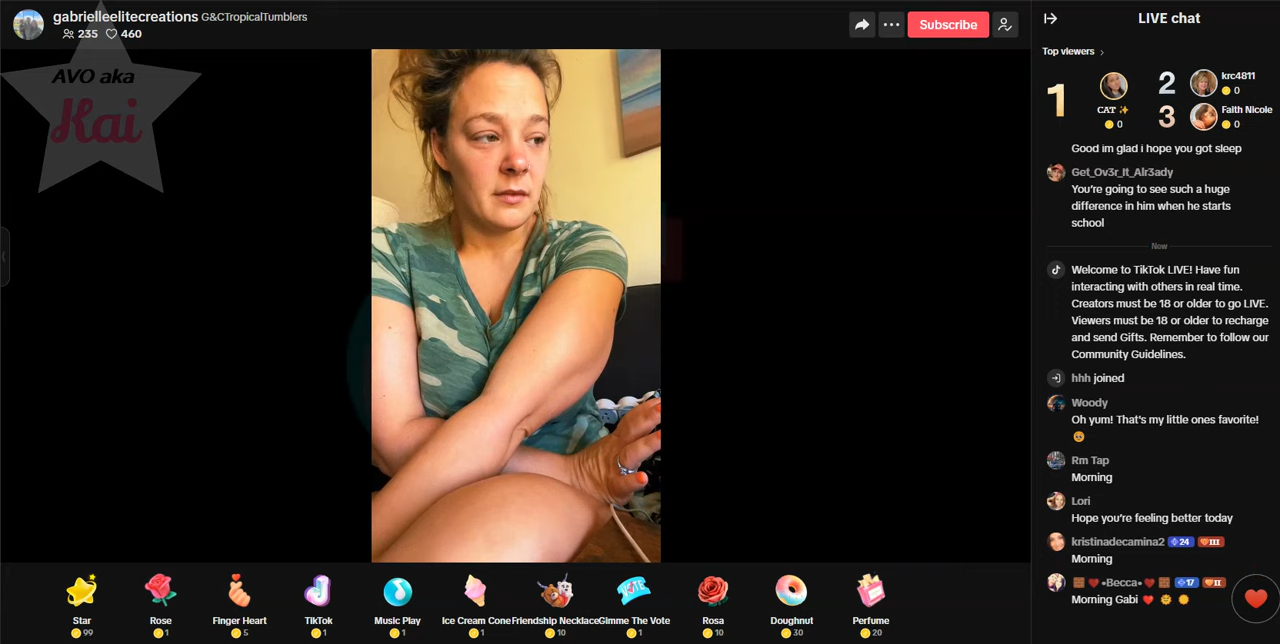 gabrielleelitecreations G&CTropicalTumblers
235 460
Subscribe
AVO aka
Kai
LIVE chat
Top viewers
1
CAT
0
2
krc4811
0
3
Faith Nicole
0
Good im glad i hope you got sleep
Get_Ov3r_It_Alr3ady
You're going to see such a huge
difference in him when he starts
school
Now
Welcome to TikTok LIVE! Have fun
interacting with others in real time.
Creators must be 18 or older to go LIVE.
Viewers must be 18 or older to recharge
and send Gifts. Remember to follow our
Community Guidelines.
hhh joined
Woody
Oh yum! That's my little ones favorite!
Rm Tap
Morning
Lori
Hope you're feeling better today
kristinadecamina2 24 III
Morning
•Becca• 17 II
Morning Gabi
VOTE
Star Rose Finger Heart TikTok Music Play Ice Cream Cone Friendship Necklace Gimme The Vote Rosa Doughnut Perfume
99 1 5 1 1 1 10 1 10 30 20